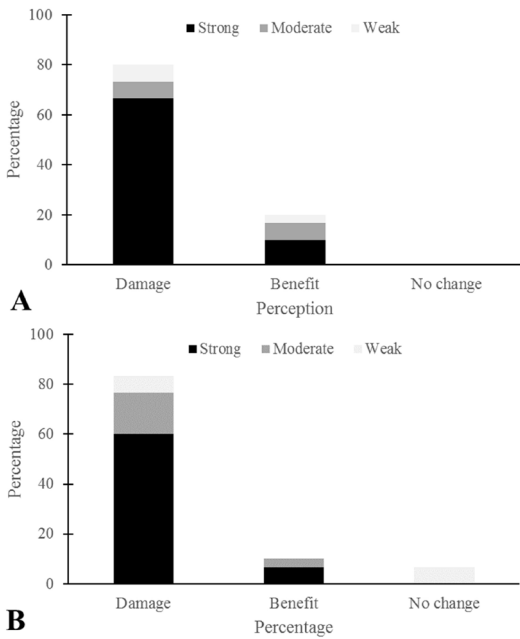 100
Strong Moderate Weak
80
60
40
20
0
Percentage
Damage Benefit No change
Perception
A
100
Strong Moderate Weak
80
60
40
20
0
Percentage
Damage Benefit No change
Percentage
B